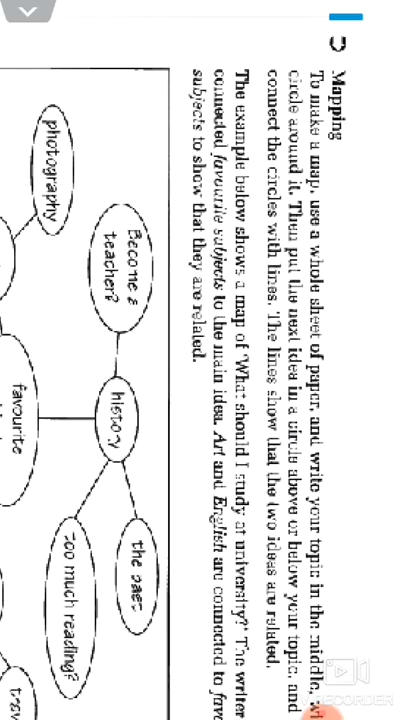 Mapping
To make a map, use a whole sheet of paper, and write your topic in the middle,
circle around it. Then put the next idea in a circle above or below your topic, and
connect the circles with lines. The lines show that the two ideas are related.
The example below shows a map of 'What should I study at university?' The writer
connected favourite subjects to the main idea. Art and English are connected to
subjects to show that they are related.
Become a
teacher?
the past
photography
history
too much reading?
favourite
RECORDER